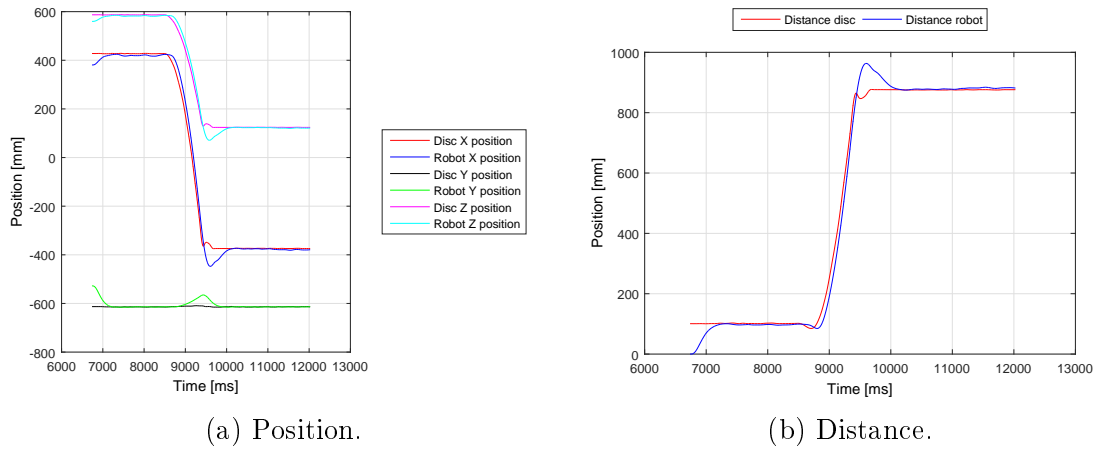 600
400
200
0
-200
-400
-600
-800
6000 7000 8000 9000 10000 11000 12000 13000
Position [mm]
Time [ms]
Disc X position
Robot X position
Disc Y position
Robot Y position
Disc Z position
Robot Z position
(a) Position.
Distance disc Distance robot
1000
800
600
400
200
0
6000 7000 8000 9000 10000 11000 12000 13000
Position [mm]
Time [ms]
(b) Distance.